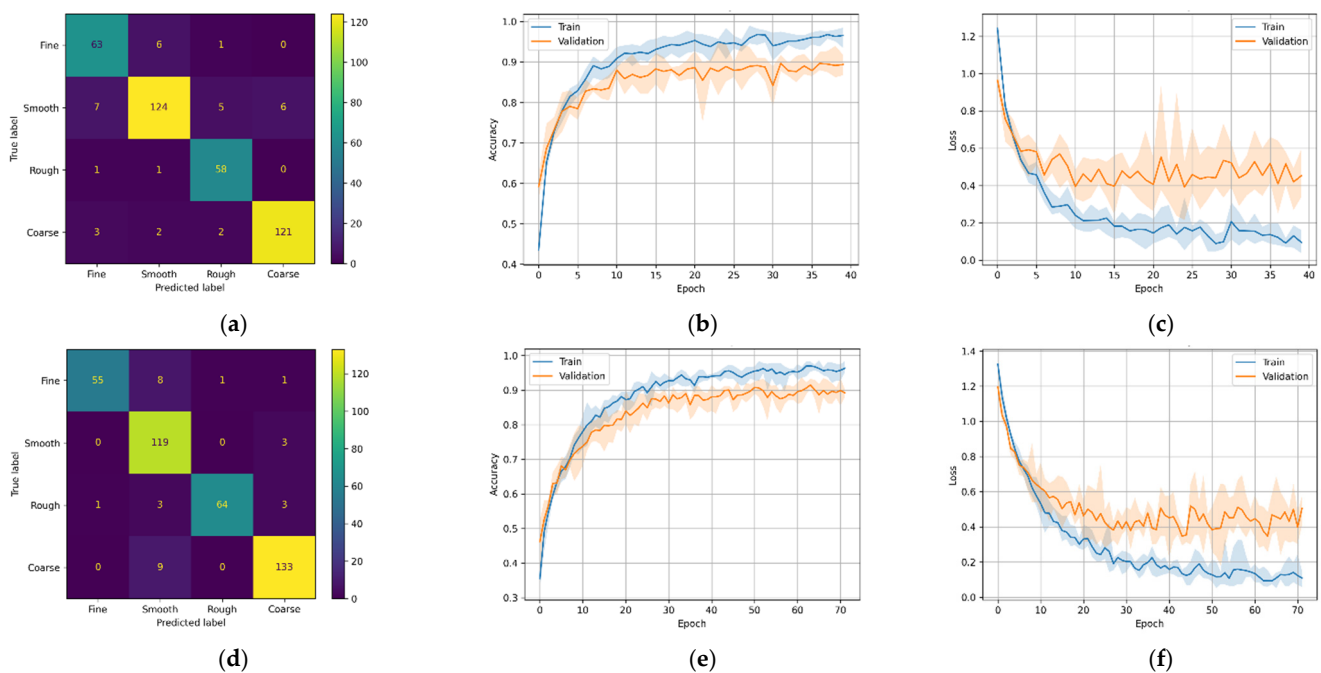 Fine 63 6 1 0
Smooth 7 124 5 6
Rough 1 1 58 0
Coarse 3 2 2 121
Fine Smooth Rough Coarse
Predicted label
True label
120
100
80
60
40
20
0
(a)
Train
Validation
1.0
0.9
0.8
0.7
0.6
0.5
0.4
Accuracy
0 5 10 15 20 25 30 35 40
Epoch
(b)
Train
Validation
1.2
1.0
0.8
0.6
0.4
0.2
0.0
Loss
0 5 10 15 20 25 30 35 40
Epoch
(c)
Fine 55 8 1 1
Smooth 0 119 0 3
Rough 1 3 64 3
Coarse 0 9 0 133
Fine Smooth Rough Coarse
Predicted label
True label
120
100
80
60
40
20
0
(d)
Train
Validation
1.0
0.9
0.8
0.7
0.6
0.5
0.4
0.3
Accuracy
0 10 20 30 40 50 60 70
Epoch
(e)
Train
Validation
1.4
1.2
1.0
0.8
0.6
0.4
0.2
0.0
Loss
0 10 20 30 40 50 60 70
Epoch
(f)